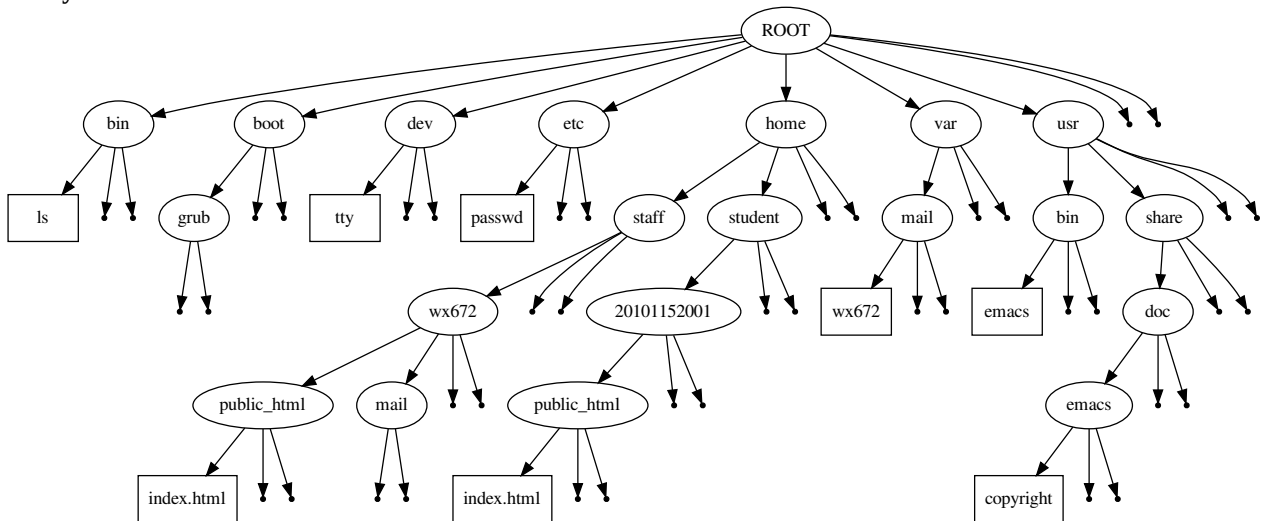 ROOT
bin
boot
dev
etc
home
var
usr
ls
grub
tty
passwd
staff
student
mail
bin
share
wx672
20101152001
wx672
emacs
doc
public_html
mail
public_html
emacs
index.html
index.html
copyright